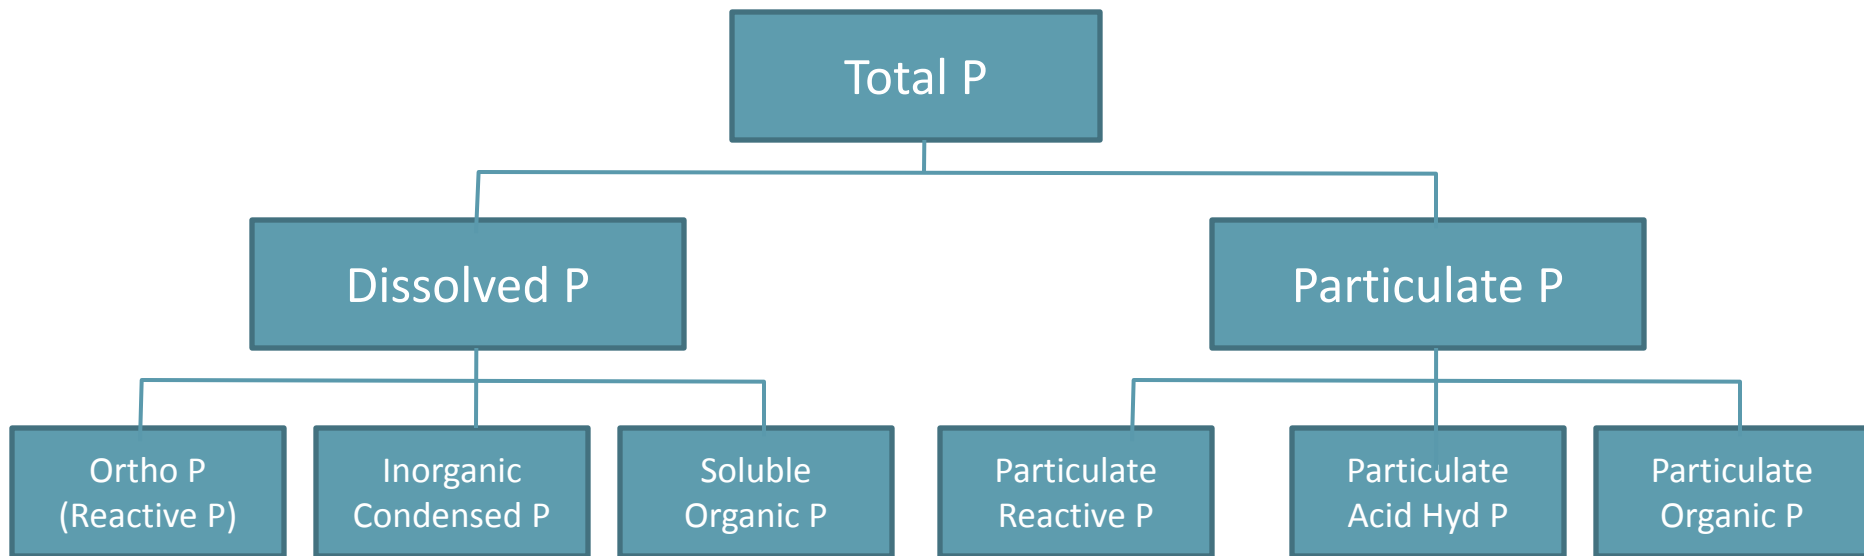 Total P
Dissolved P
Particulate P
Ortho P
(Reactive P)
Inorganic
Condensed P
Soluble
Organic P
Particulate
Reactive P
Particulate
Acid Hyd P
Particulate
Organic P